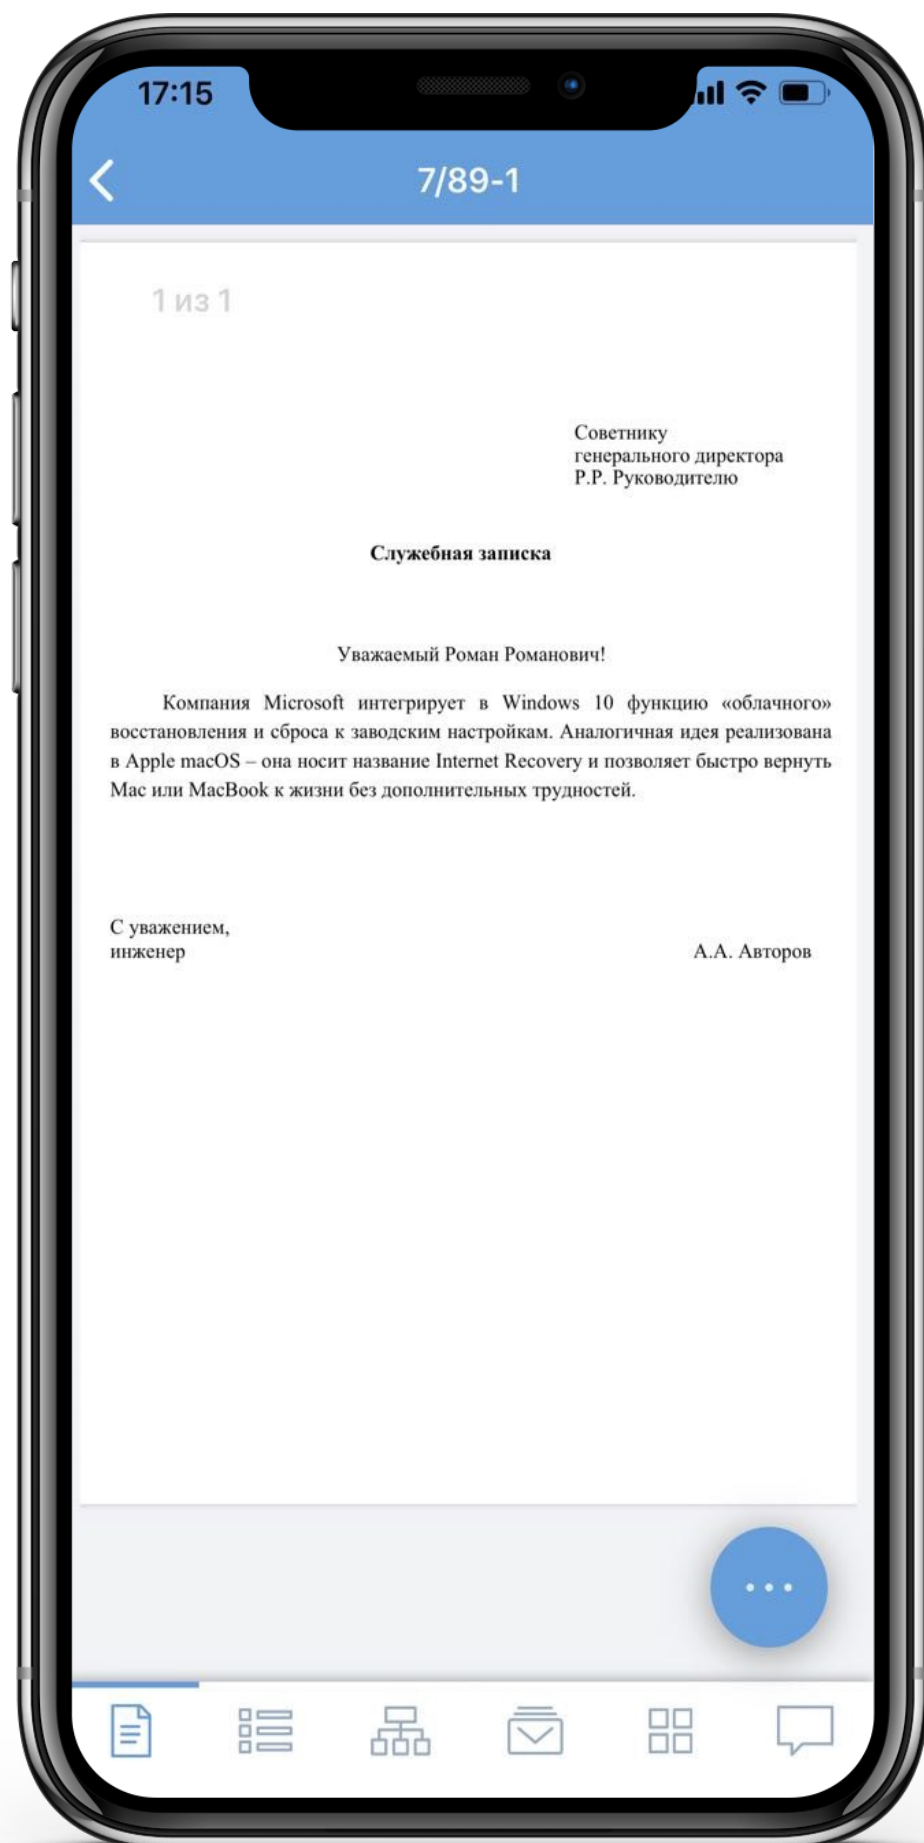 17:15
7/89-1
1 из 1
Советнику
генерального директора
Р.Р. Руководителю
Служебная записка
Уважаемый Роман Романович!
Компания Microsoft интегрирует в Windows 10 функцию «облачного»
восстановления и сброса к заводским настройкам. Аналогичная идея реализована
в Apple macOS – она носит название Internet Recovery и позволяет быстро вернуть
Mac или MacBook к жизни без дополнительных трудностей.
С уважением,
инженер А.А. Авторов